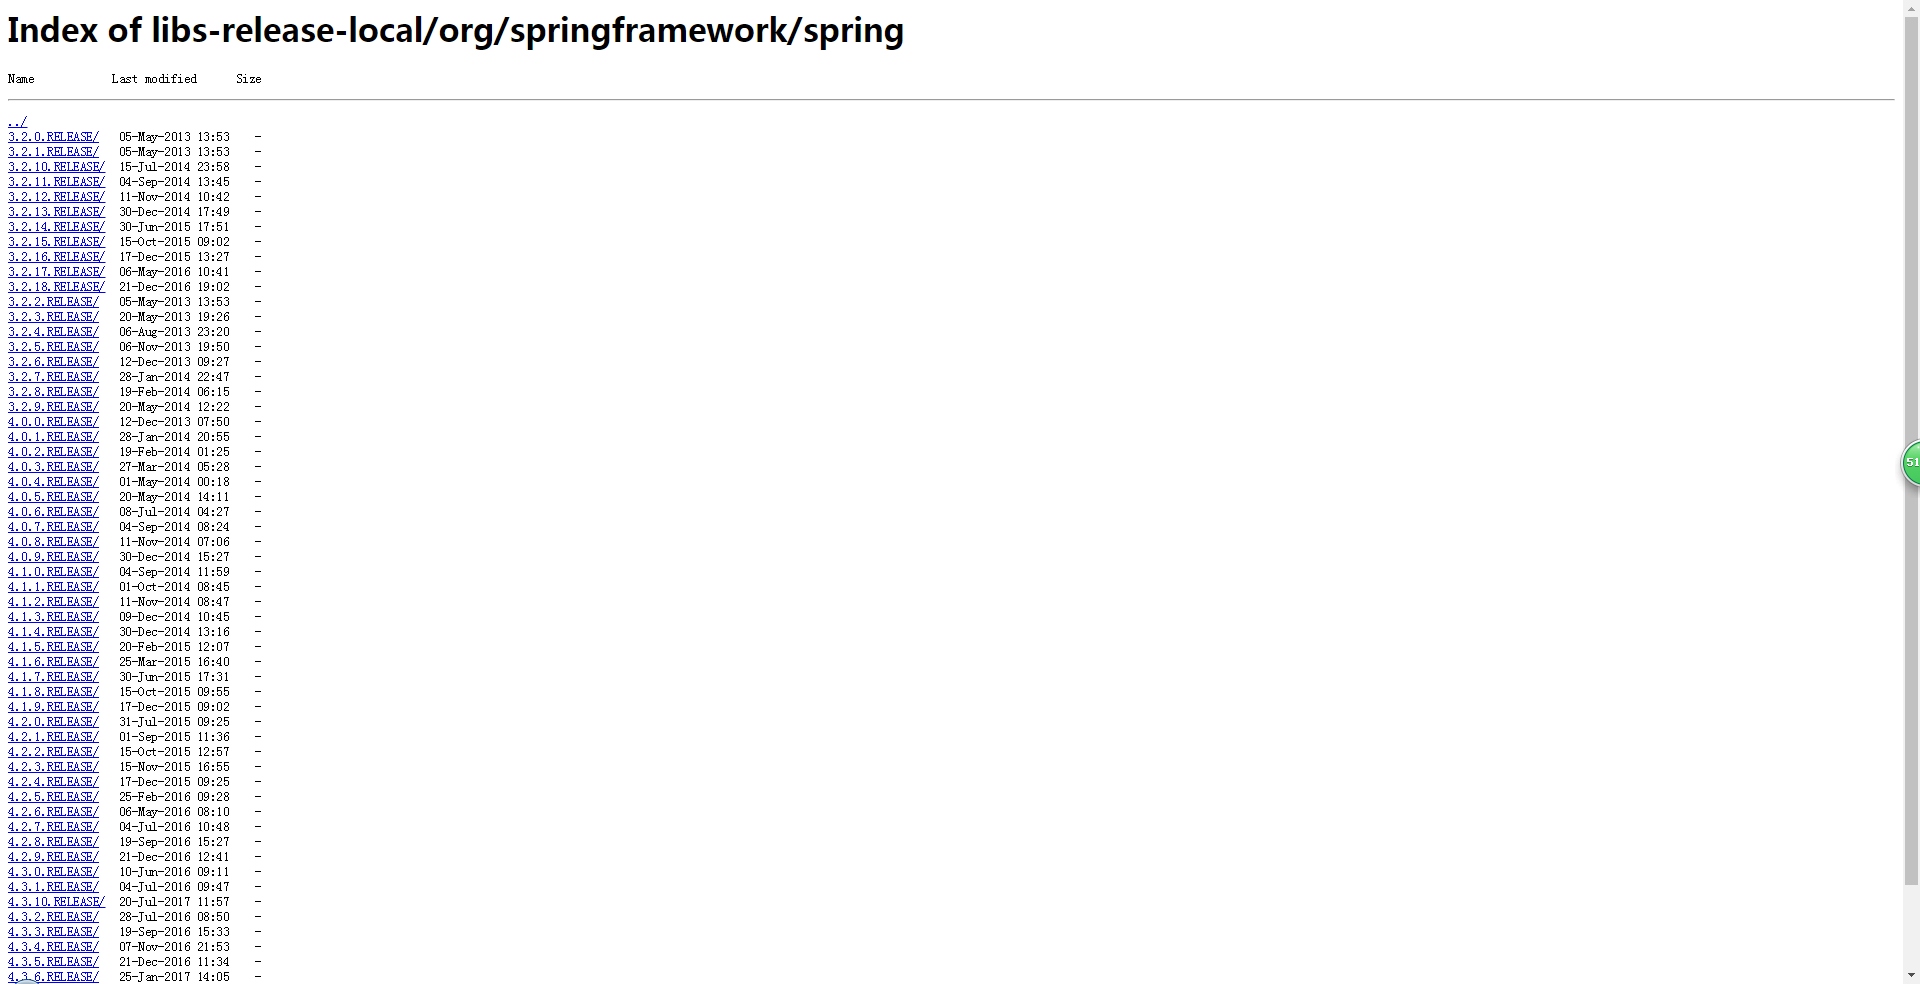 Index of libs-release-local/org/springframework/spring
Name Last modified Size
../
3.2.0.RELEASE/ 05-May-2013 13:53 -
3.2.1.RELEASE/ 05-May-2013 13:53 -
3.2.10.RELEASE/ 15-Jul-2014 23:58 -
3.2.11.RELEASE/ 04-Sep-2014 13:45 -
3.2.12.RELEASE/ 11-Nov-2014 10:42 -
3.2.13.RELEASE/ 30-Dec-2014 17:49 -
3.2.14.RELEASE/ 30-Jun-2015 17:51 -
3.2.15.RELEASE/ 15-Oct-2015 09:02 -
3.2.16.RELEASE/ 17-Dec-2015 13:27 -
3.2.17.RELEASE/ 06-May-2016 10:41 -
3.2.18.RELEASE/ 21-Dec-2016 19:02 -
3.2.2.RELEASE/ 05-May-2013 13:53 -
3.2.3.RELEASE/ 20-May-2013 19:26 -
3.2.4.RELEASE/ 06-Aug-2013 23:20 -
3.2.5.RELEASE/ 06-Nov-2013 19:50 -
3.2.6.RELEASE/ 12-Dec-2013 09:27 -
3.2.7.RELEASE/ 28-Jan-2014 22:47 -
3.2.8.RELEASE/ 19-Feb-2014 06:15 -
3.2.9.RELEASE/ 20-May-2014 12:22 -
4.0.0.RELEASE/ 12-Dec-2013 07:50 -
4.0.1.RELEASE/ 28-Jan-2014 20:55 -
4.0.2.RELEASE/ 19-Feb-2014 01:25 -
4.0.3.RELEASE/ 27-Mar-2014 05:28 -
4.0.4.RELEASE/ 01-May-2014 00:18 -
4.0.5.RELEASE/ 20-May-2014 14:11 -
4.0.6.RELEASE/ 08-Jul-2014 04:27 -
4.0.7.RELEASE/ 04-Sep-2014 08:24 -
4.0.8.RELEASE/ 11-Nov-2014 07:06 -
4.0.9.RELEASE/ 30-Dec-2014 15:27 -
4.1.0.RELEASE/ 04-Sep-2014 11:59 -
4.1.1.RELEASE/ 01-Oct-2014 08:45 -
4.1.2.RELEASE/ 11-Nov-2014 08:47 -
4.1.3.RELEASE/ 09-Dec-2014 10:45 -
4.1.4.RELEASE/ 30-Dec-2014 13:16 -
4.1.5.RELEASE/ 20-Feb-2015 12:07 -
4.1.6.RELEASE/ 25-Mar-2015 16:40 -
4.1.7.RELEASE/ 30-Jun-2015 17:31 -
4.1.8.RELEASE/ 15-Oct-2015 09:55 -
4.1.9.RELEASE/ 17-Dec-2015 09:02 -
4.2.0.RELEASE/ 31-Jul-2015 09:25 -
4.2.1.RELEASE/ 01-Sep-2015 11:36 -
4.2.2.RELEASE/ 15-Oct-2015 12:57 -
4.2.3.RELEASE/ 15-Nov-2015 16:55 -
4.2.4.RELEASE/ 17-Dec-2015 09:25 -
4.2.5.RELEASE/ 25-Feb-2016 09:28 -
4.2.6.RELEASE/ 06-May-2016 08:10 -
4.2.7.RELEASE/ 04-Jul-2016 10:48 -
4.2.8.RELEASE/ 19-Sep-2016 15:27 -
4.2.9.RELEASE/ 21-Dec-2016 12:41 -
4.3.0.RELEASE/ 10-Jun-2016 09:11 -
4.3.1.RELEASE/ 04-Jul-2016 09:47 -
4.3.10.RELEASE/ 20-Jul-2017 11:57 -
4.3.2.RELEASE/ 28-Jul-2016 08:50 -
4.3.3.RELEASE/ 19-Sep-2016 15:33 -
4.3.4.RELEASE/ 07-Nov-2016 21:53 -
4.3.5.RELEASE/ 21-Dec-2016 11:34 -
4.3.6.RELEASE/ 25-Jan-2017 14:05 -
51